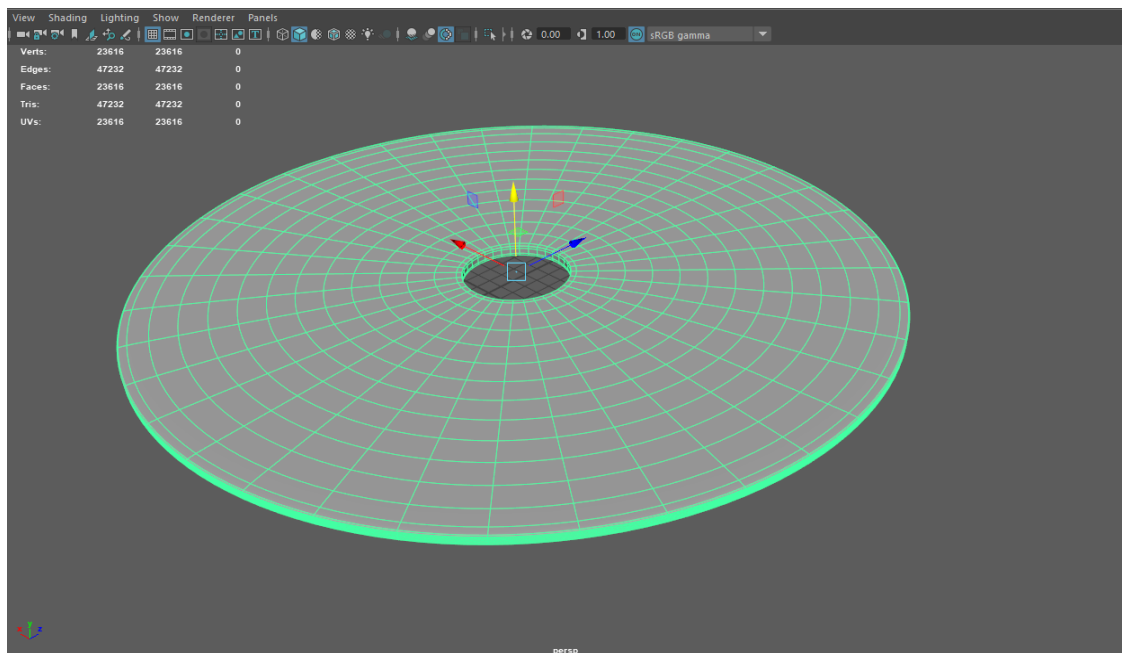 View Shading Lighting Show Renderer Panels
0.00 1.00 ON sRGB gamma
Verts: 23616 23616 0
Edges: 47232 47232 0
Faces: 23616 23616 0
Tris: 47232 47232 0
UVs: 23616 23616 0
y
x z
persp